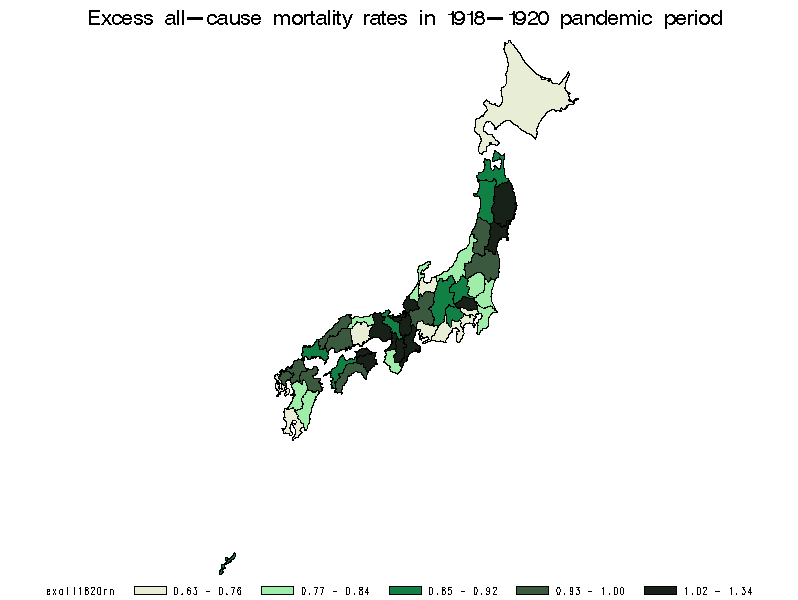 Excess all-cause mortality rates in 1918-1920 pandemic period
exall1820rn 0.63 - 0.76 0.77 - 0.84 0.85 - 0.92 0.93 - 1.00 1.02 - 1.34